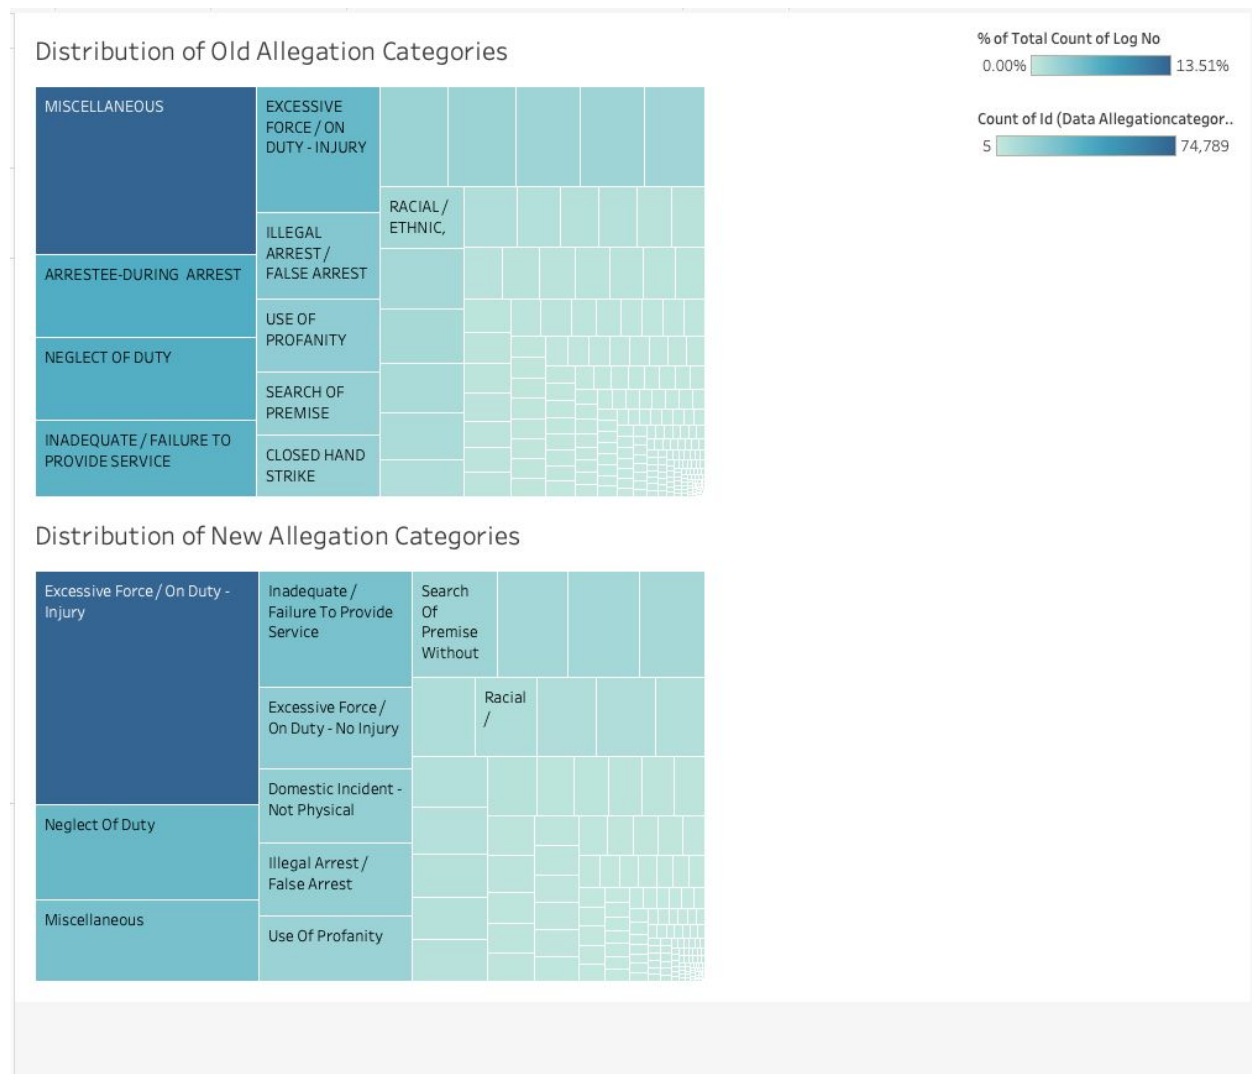 Distribution of Old Allegation Categories
MISCELLANEOUS
ARRESTEE-DURING ARREST
NEGLECT OF DUTY
INADEQUATE / FAILURE TO
PROVIDE SERVICE
EXCESSIVE
FORCE / ON
DUTY - INJURY
ILLEGAL
ARREST /
FALSE ARREST
USE OF
PROFANITY
SEARCH OF
PREMISE
CLOSED HAND
STRIKE
RACIAL /
ETHNIC,
% of Total Count of Log No
0.00% 13.51%
Count of Id (Data Allegationcategor..
5 74,789
Distribution of New Allegation Categories
Excessive Force / On Duty -
Injury
Neglect Of Duty
Miscellaneous
Inadequate /
Failure To Provide
Service
Excessive Force /
On Duty - No Injury
Domestic Incident -
Not Physical
Illegal Arrest /
False Arrest
Use Of Profanity
Search
Of
Premise
Without
Racial
/